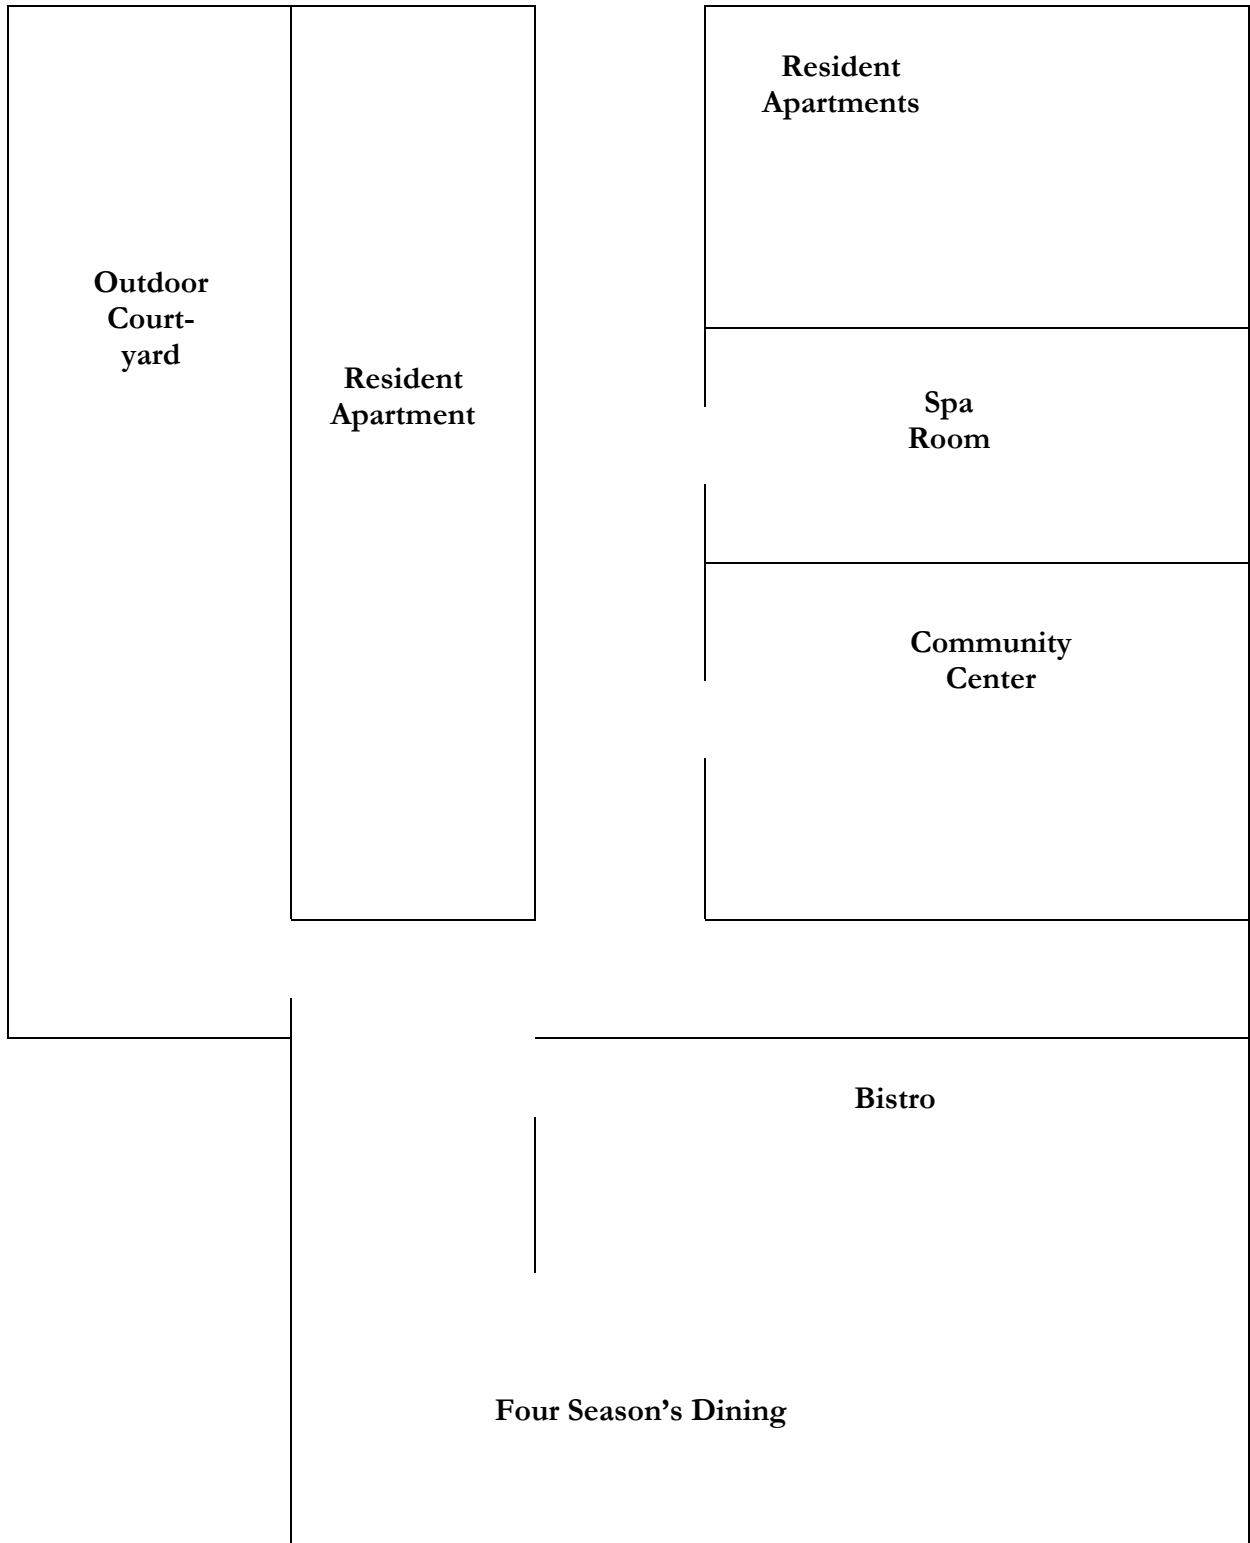 Resident
Apartments
Outdoor
Court-
yard
Resident
Apartment
Spa
Room
Community
Center
Bistro
Four Season’s Dining